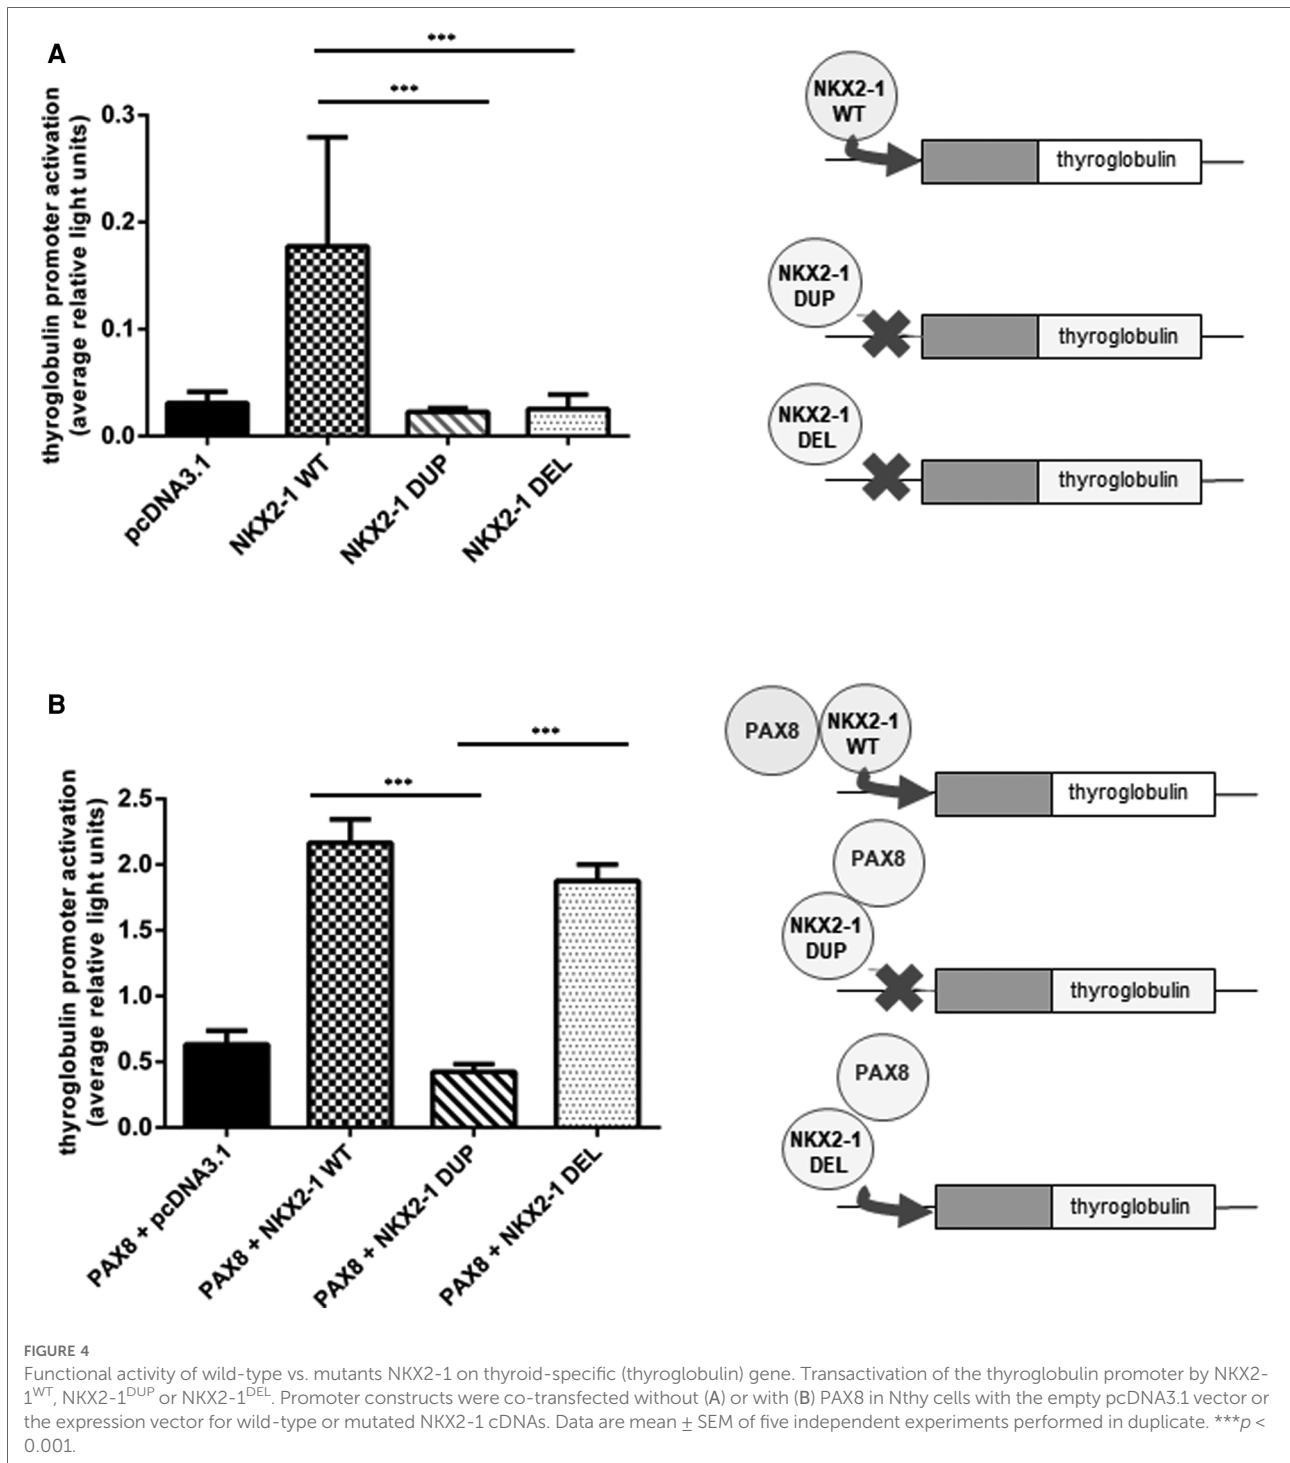 A
***
***
thyroglobulin promoter activation
(average relative light units)
0.3
0.2
0.1
0.0
pcDNA3.1
NKX2-1 WT
NKX2-1 DUP
NKX2-1 DEL
NKX2-1
WT
thyroglobulin
NKX2-1
DUP
thyroglobulin
NKX2-1
DEL
thyroglobulin
B
***
***
thyroglobulin promoter activation
(average relative light units)
2.5
2.0
1.5
1.0
0.5
0.0
PAX8 + pcDNA3.1
PAX8 + NKX2-1 WT
PAX8 + NKX2-1 DUP
PAX8 + NKX2-1 DEL
PAX8
NKX2-1
WT
thyroglobulin
PAX8
NKX2-1
DUP
thyroglobulin
PAX8
NKX2-1
DEL
thyroglobulin
FIGURE 4
Functional activity of wild-type vs. mutants NKX2-1 on thyroid-specific (thyroglobulin) gene. Transactivation of the thyroglobulin promoter by NKX2-
1WT, NKX2-1DUP or NKX2-1DEL. Promoter constructs were co-transfected without (A) or with (B) PAX8 in Nthy cells with the empty pcDNA3.1 vector or
the expression vector for wild-type or mutated NKX2-1 cDNAs. Data are mean ± SEM of five independent experiments performed in duplicate. ***p <
0.001.